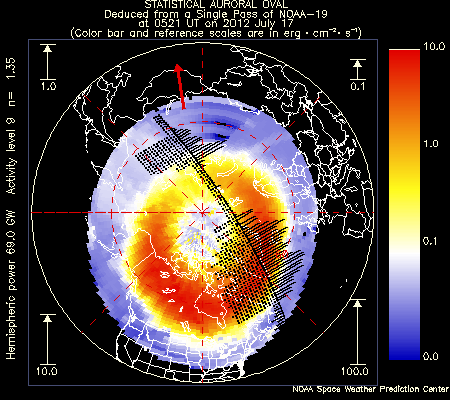 STATISTICAL AURORAL OVAL
Deduced from a Single Pass of NOAA-19
at 0521 UT on 2012 July 17
(Color bar and reference scales are in erg · cm⁻² · s⁻¹)
Hemispheric power 69.0 GW   Activity level 9   n= 1.35
1.0
0.1
10.0
100.0
10.0
1.0
0.1
0.0
NOAA Space Weather Prediction Center